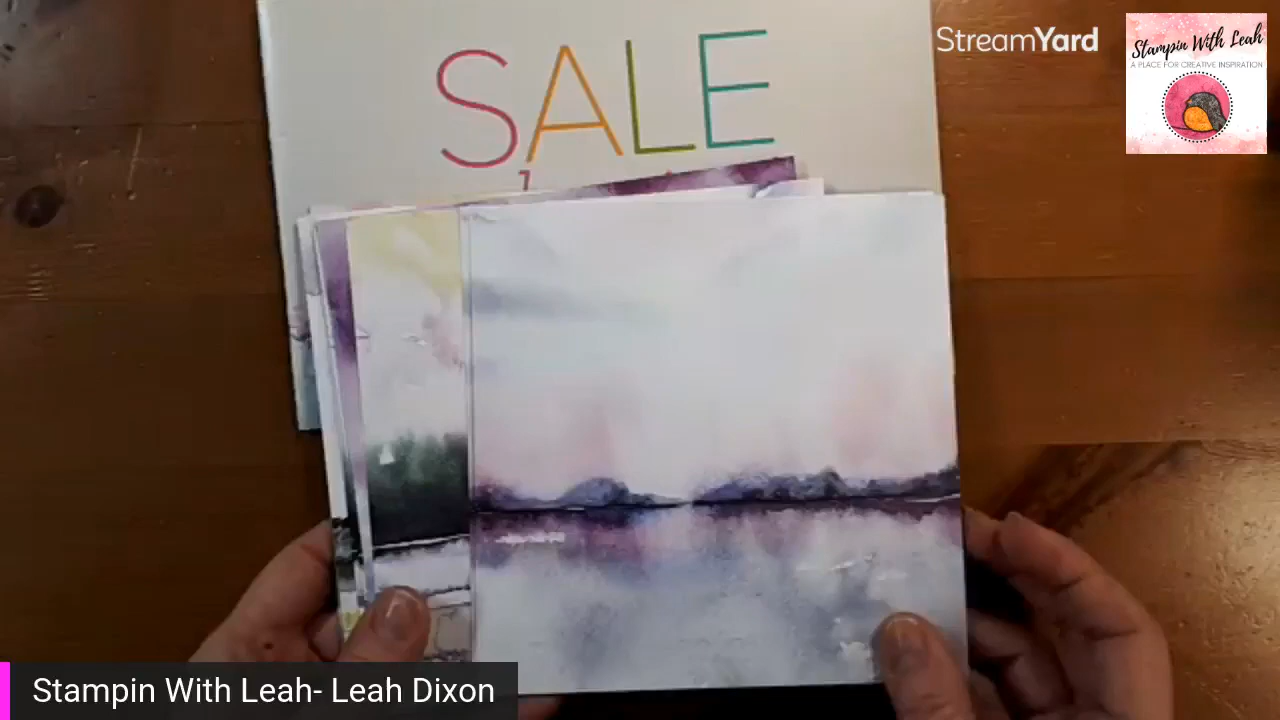 SALE
StreamYard
Stampin With Leah
A PLACE FOR CREATIVE INSPIRATION
Stampin With Leah- Leah Dixon